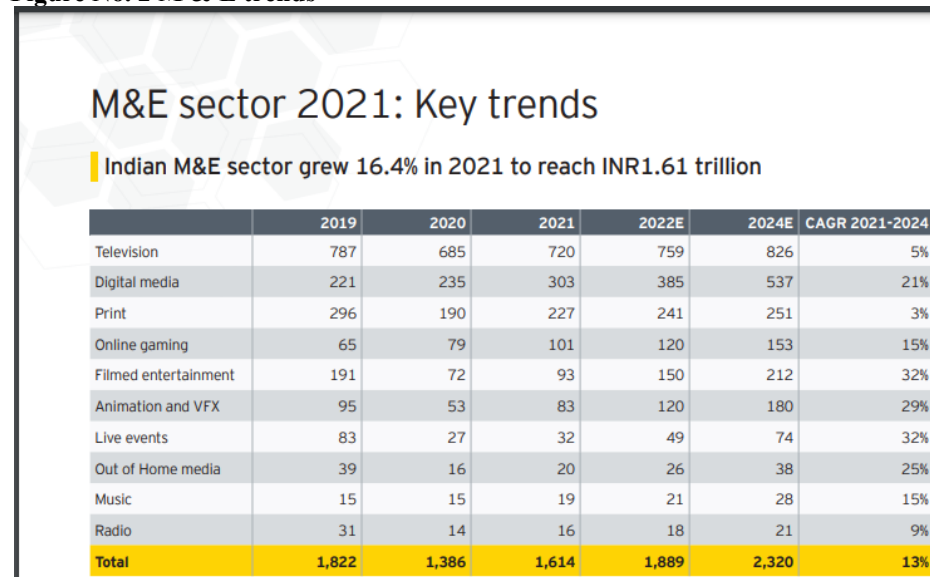 M&E sector 2021: Key trends
Indian M&E sector grew 16.4% in 2021 to reach INR1.61 trillion
2019 2020 2021 2022E 2024E CAGR 2021-2024
Television 787 685 720 759 826 5%
Digital media 221 235 303 385 537 21%
Print 296 190 227 241 251 3%
Online gaming 65 79 101 120 153 15%
Filmed entertainment 191 72 93 150 212 32%
Animation and VFX 95 53 83 120 180 29%
Live events 83 27 32 49 74 32%
Out of Home media 39 16 20 26 38 25%
Music 15 15 19 21 28 15%
Radio 31 14 16 18 21 9%
Total 1,822 1,386 1,614 1,889 2,320 13%